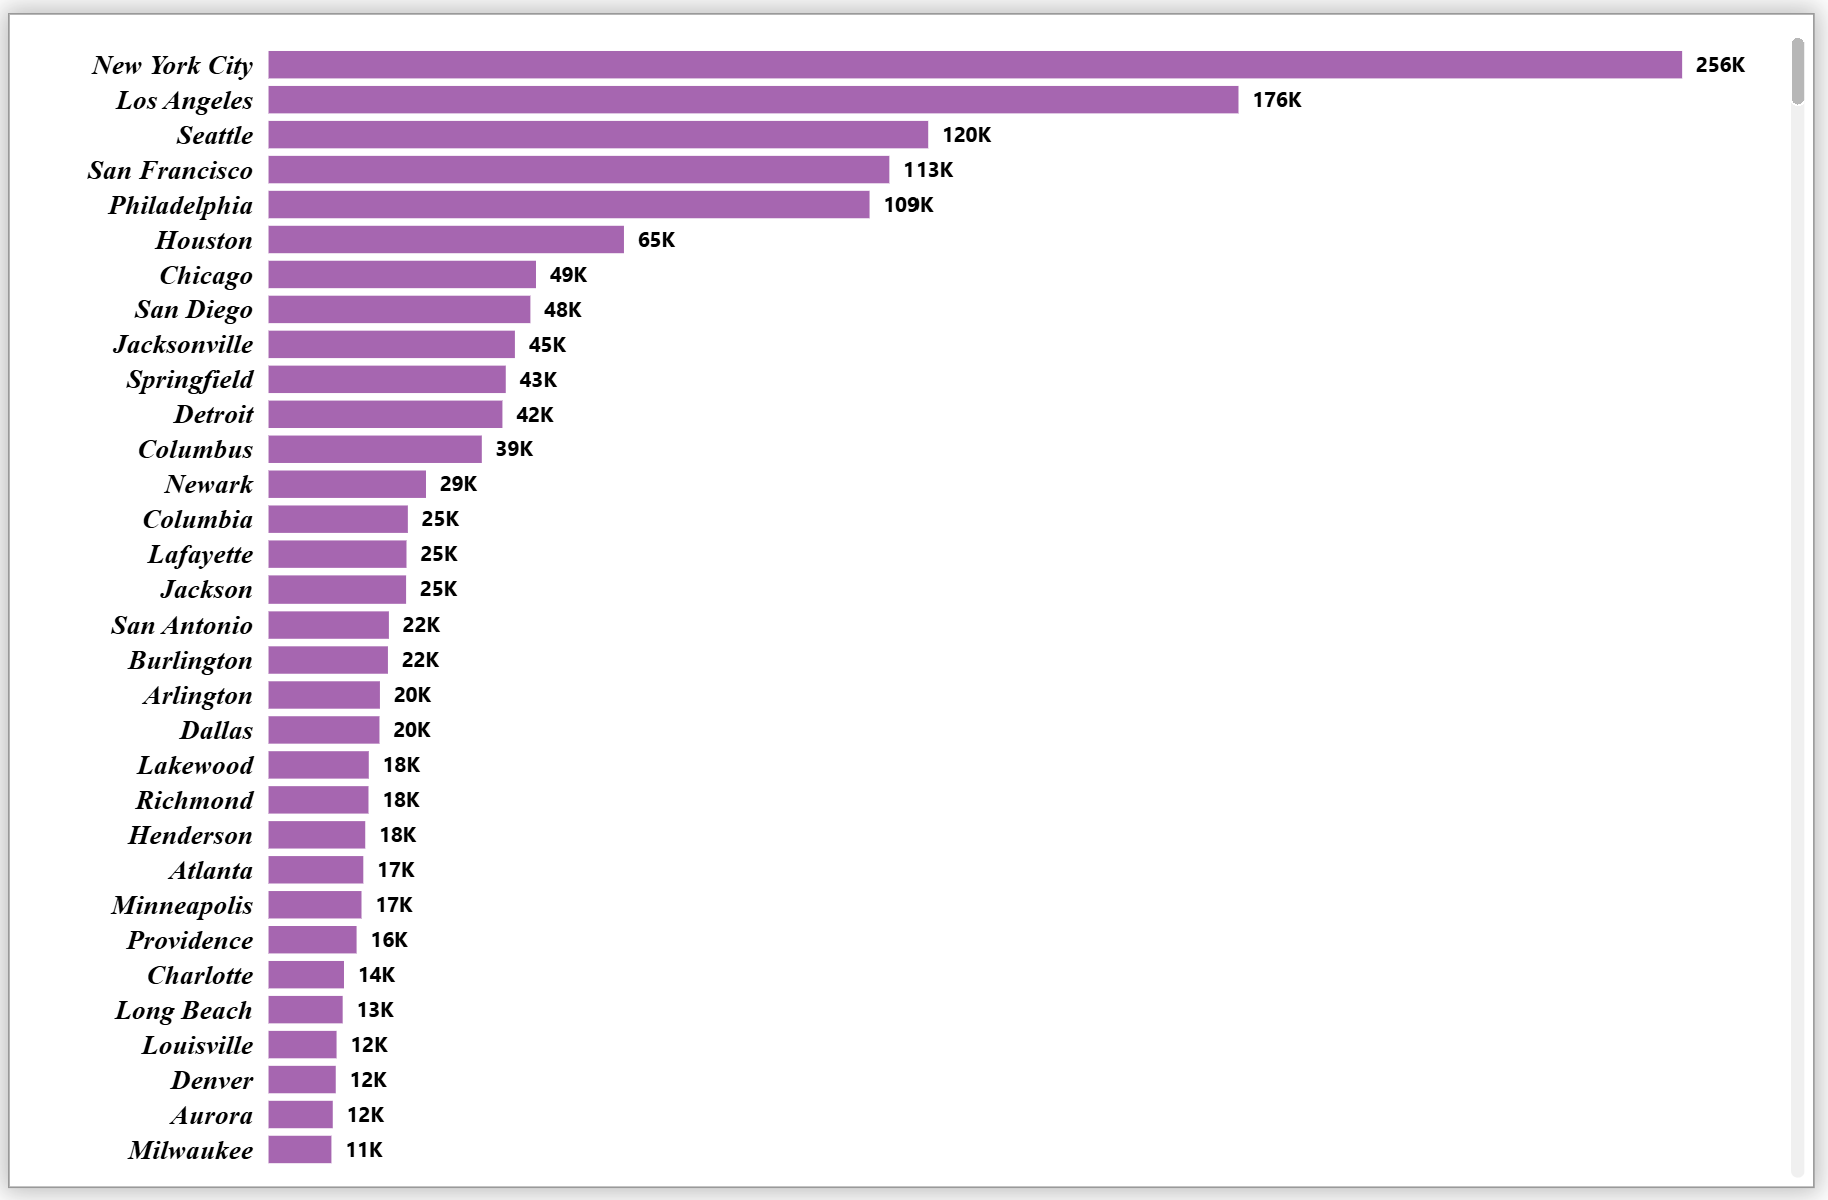 New York City 256K
Los Angeles 176K
Seattle 120K
San Francisco 113K
Philadelphia 109K
Houston 65K
Chicago 49K
San Diego 48K
Jacksonville 45K
Springfield 43K
Detroit 42K
Columbus 39K
Newark 29K
Columbia 25K
Lafayette 25K
Jackson 25K
San Antonio 22K
Burlington 22K
Arlington 20K
Dallas 20K
Lakewood 18K
Richmond 18K
Henderson 18K
Atlanta 17K
Minneapolis 17K
Providence 16K
Charlotte 14K
Long Beach 13K
Louisville 12K
Denver 12K
Aurora 12K
Milwaukee 11K